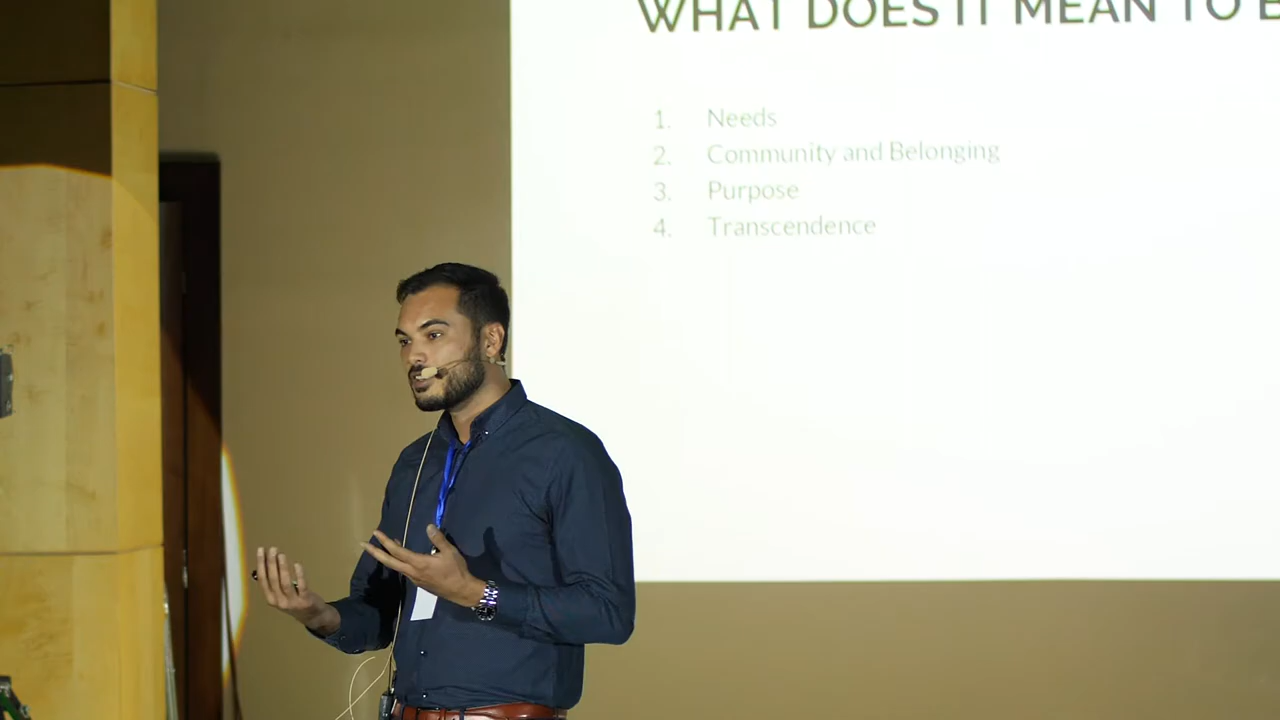 WHAT DOES IT MEAN TO B
1. Needs
2. Community and Belonging
3. Purpose
4. Transcendence